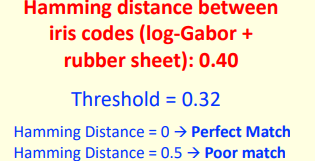 Hamming distance between
iris codes (log-Gabor +
rubber sheet): 0.40
Threshold = 0.32
Hamming Distance = 0 → Perfect Match
Hamming Distance = 0.5 → Poor match